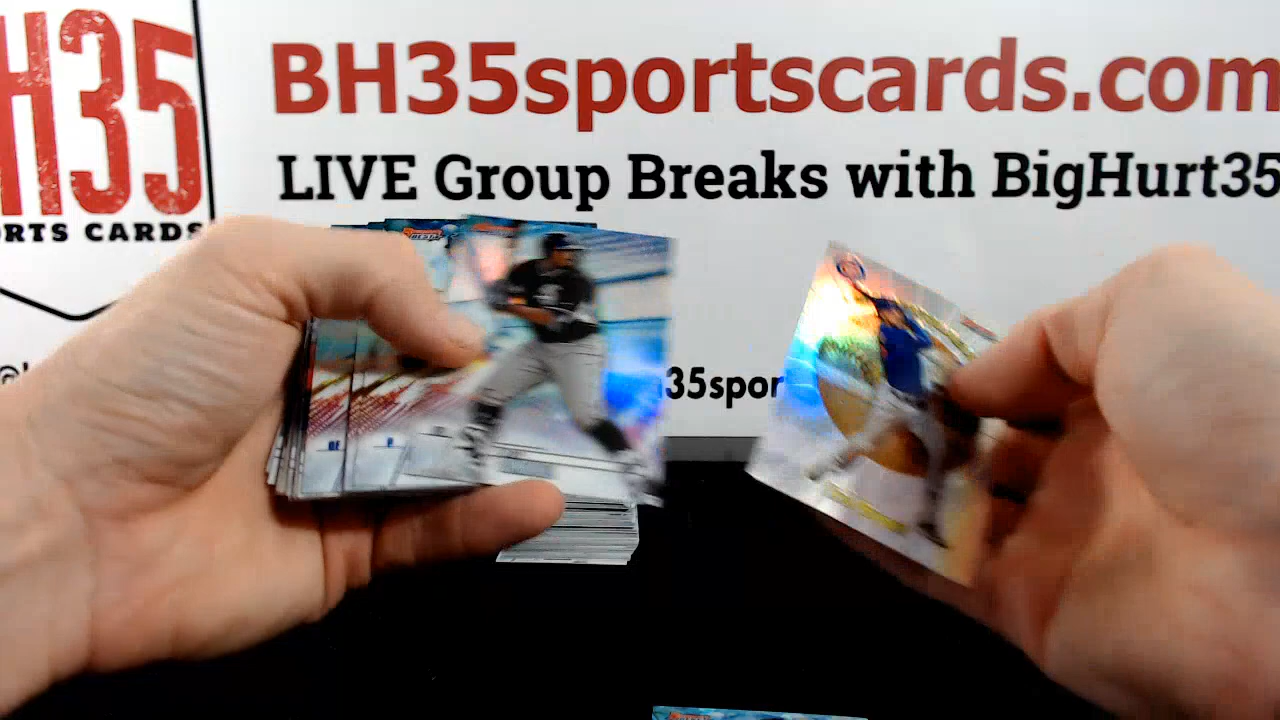 H35
RTS CARDS
BH35sportscards.com
LIVE Group Breaks with BigHurt35
35spor